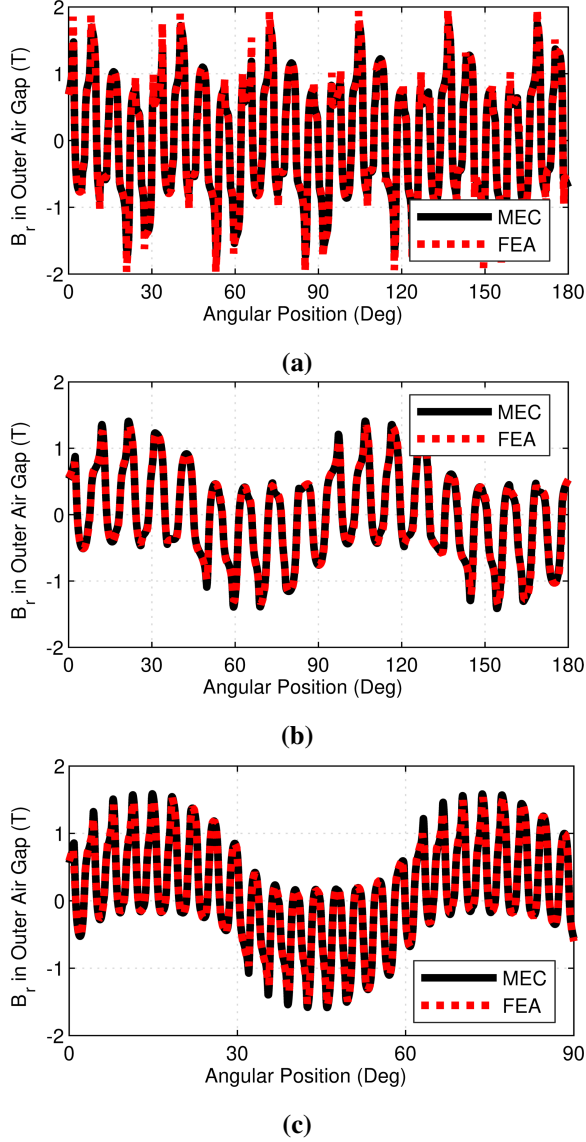 2
1
0
-1
-2
B_r in Outer Air Gap (T)
MEC
FEA
0 30 60 90 120 150 180
Angular Position (Deg)
(a)
2
1
0
-1
-2
B_r in Outer Air Gap (T)
MEC
FEA
0 30 60 90 120 150 180
Angular Position (Deg)
(b)
2
1
0
-1
-2
B_r in Outer Air Gap (T)
MEC
FEA
0 30 60 90
Angular Position (Deg)
(c)